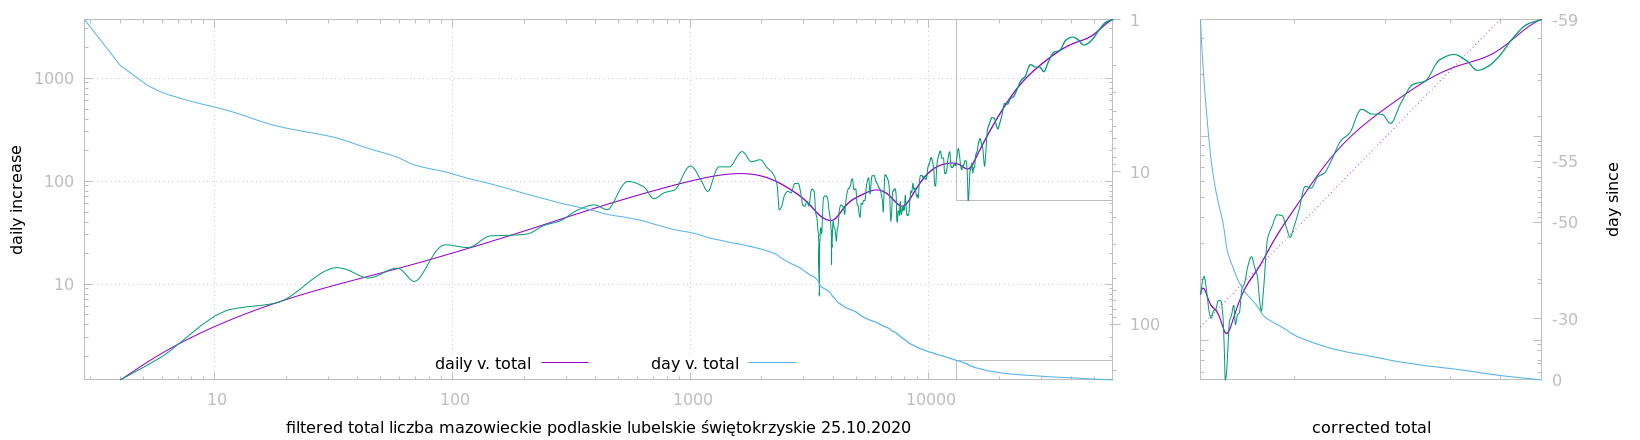 1
-59
1000
daily increase
-55
100
10
-50
day since
10
100
-30
daily v. total
day v. total
0
10
100
1000
10000
filtered total liczba mazowieckie podlaskie lubelskie świętokrzyskie 25.10.2020
corrected total